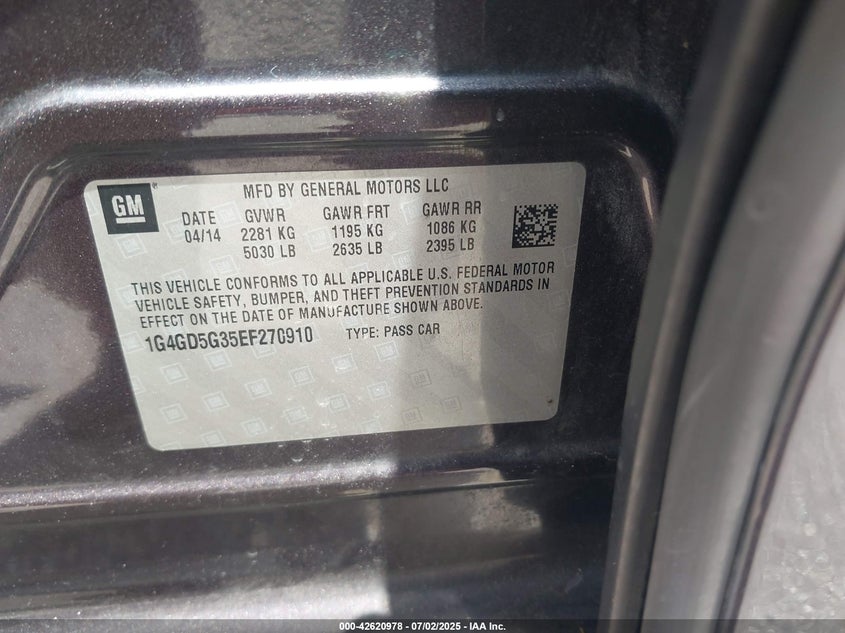 GM
MFD BY GENERAL MOTORS LLC
DATE GVWR GAWR FRT GAWR RR
04/14 2281 KG 1195 KG 1086 KG
5030 LB 2635 LB 2395 LB
THIS VEHICLE CONFORMS TO ALL APPLICABLE U.S. FEDERAL MOTOR
VEHICLE SAFETY, BUMPER, AND THEFT PREVENTION STANDARDS IN
EFFECT ON THE DATE OF MANUFACTURE SHOWN ABOVE.
1G4GD5G35EF270910 TYPE: PASS CAR
000-42620978 - 07/02/2025 - IAA Inc.